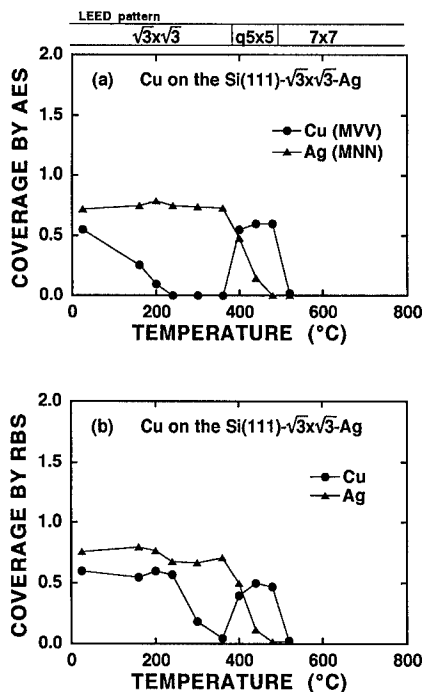 LEED pattern
√3x√3 q5x5 7x7
(a) Cu on the Si(111)-√3x√3-Ag
Cu (MVV)
Ag (MNN)
COVERAGE BY AES
2.0
1.5
1.0
0.5
0.0
0 200 400 600 800
TEMPERATURE (°C)
(b) Cu on the Si(111)-√3x√3-Ag
Cu
Ag
COVERAGE BY RBS
2.0
1.5
1.0
0.5
0.0
0 200 400 600 800
TEMPERATURE (°C)